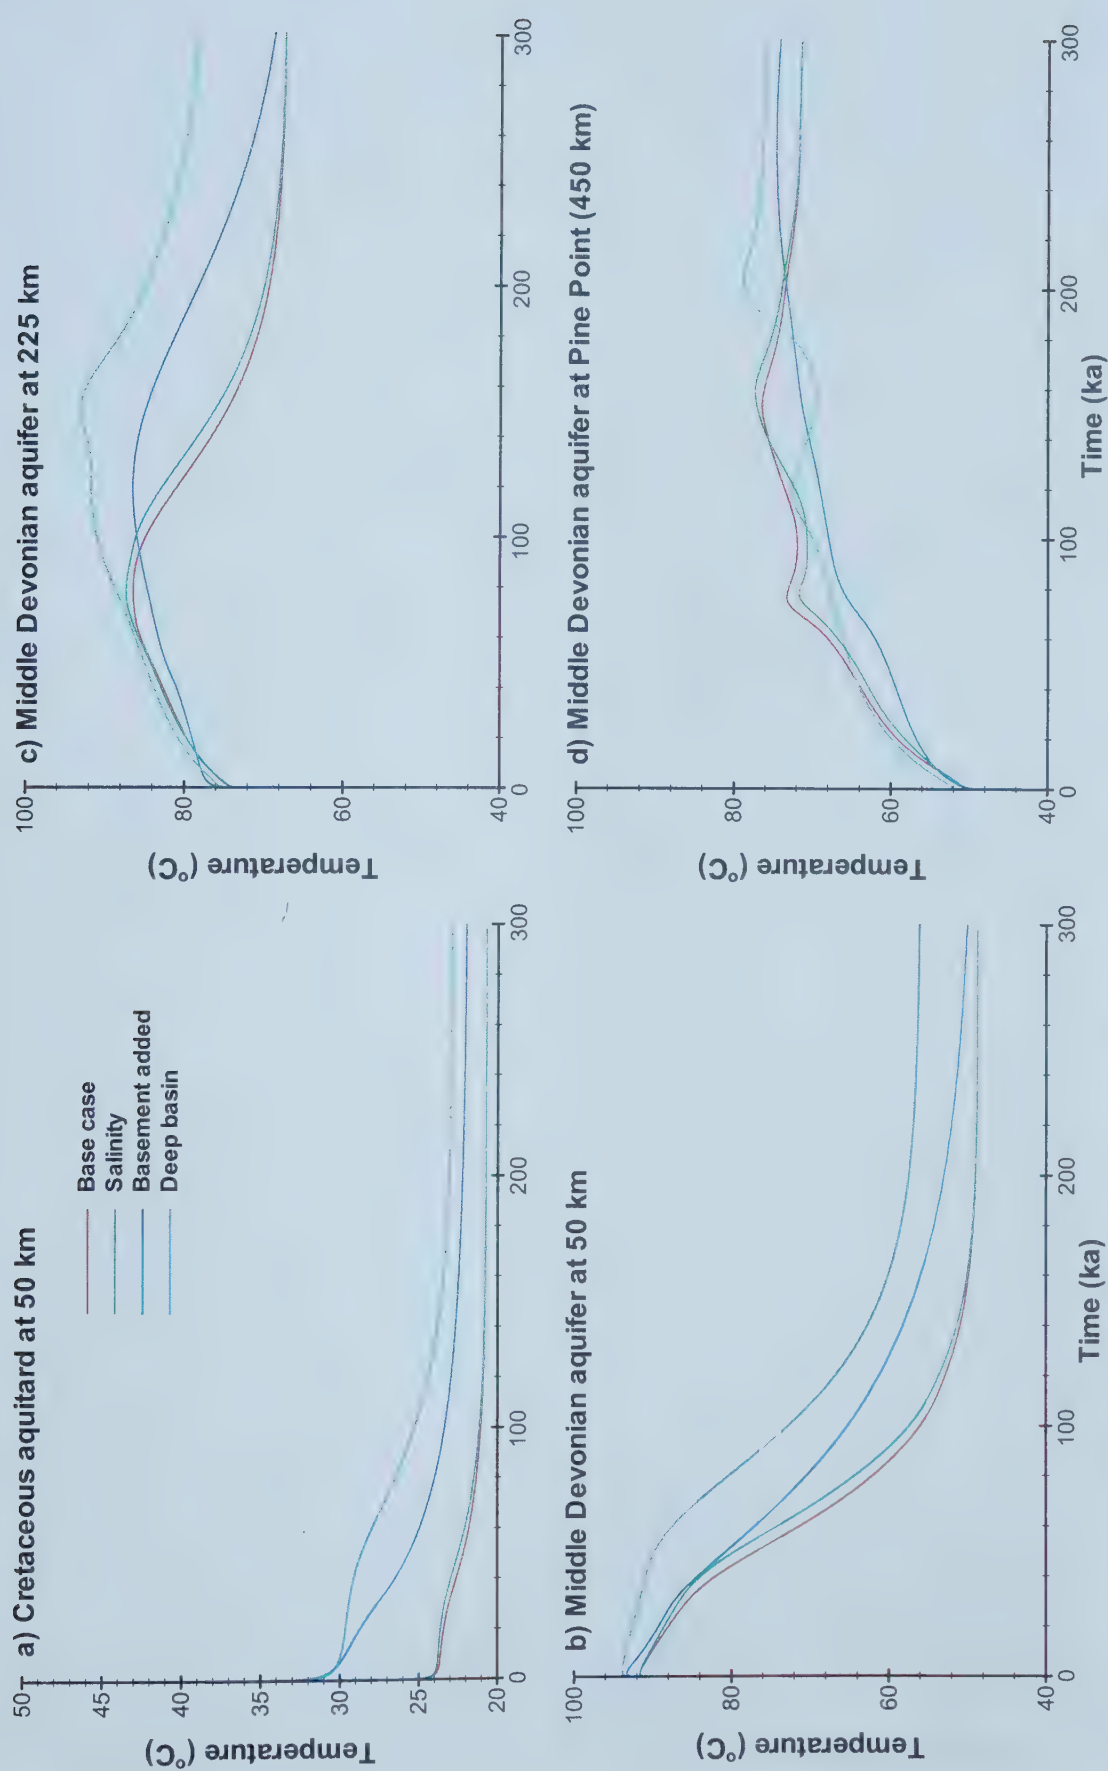 a) Cretaceous aquitard at 50 km
50
45
40
35
30
25
20
Temperature (°C)
0
100
200
300
Base case
Salinity
Basement added
Deep basin
c) Middle Devonian aquifer at 225 km
100
80
60
40
Temperature (°C)
0
100
200
300
b) Middle Devonian aquifer at 50 km
100
80
60
40
Temperature (°C)
0
100
200
300
Time (ka)
d) Middle Devonian aquifer at Pine Point (450 km)
100
80
60
40
Temperature (°C)
0
100
200
300
Time (ka)